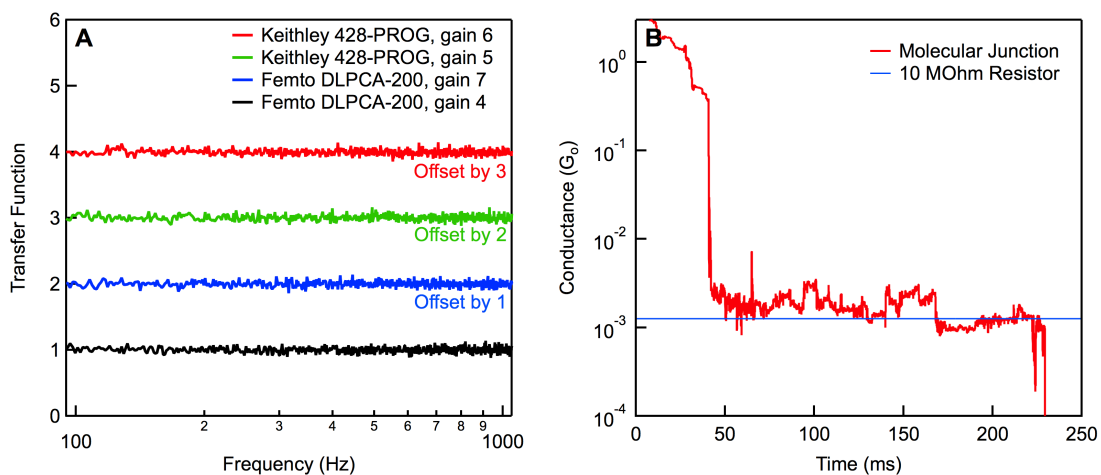 A
Keithley 428-PROG, gain 6
Keithley 428-PROG, gain 5
Femto DLPCA-200, gain 7
Femto DLPCA-200, gain 4
Offset by 3
Offset by 2
Offset by 1
6
5
4
3
2
1
0
Transfer Function
100
2
3
4
5
6
7
8
9
1000
Frequency (Hz)
B
Molecular Junction
10 MOhm Resistor
10^0
10^-1
10^-2
10^-3
10^-4
Conductance (G_o)
0
50
100
150
200
250
Time (ms)